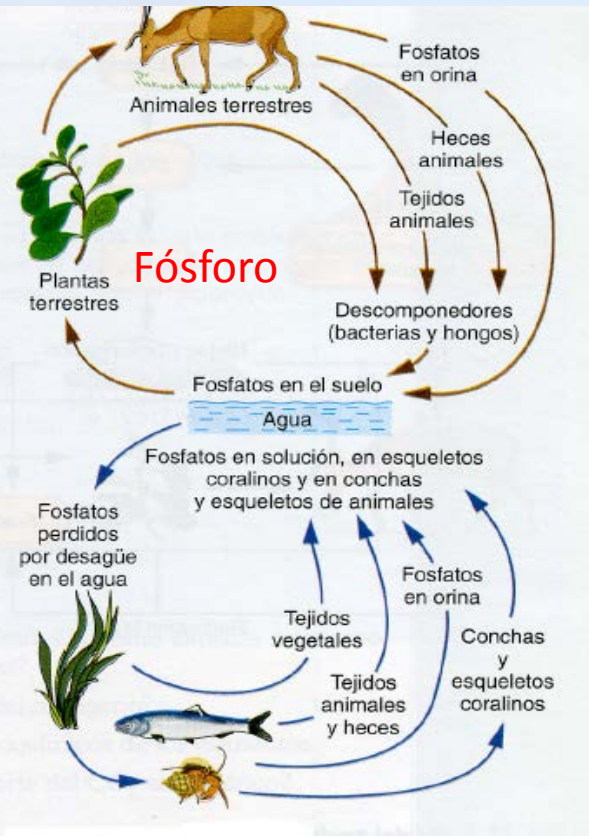 Fosfatos
en orina
Animales terrestres
Heces
animales
Tejidos
animales
Fósforo
Plantas
terrestres
Descomponedores
(bacterias y hongos)
Fosfatos en el suelo
Agua
Fosfatos en solución, en esqueletos
coralinos y en conchas
y esqueletos de animales
Fosfatos
perdidos
por desagüe
en el agua
Fosfatos
en orina
Tejidos
vegetales
Conchas
y
esqueletos
coralinos
Tejidos
animales
y heces